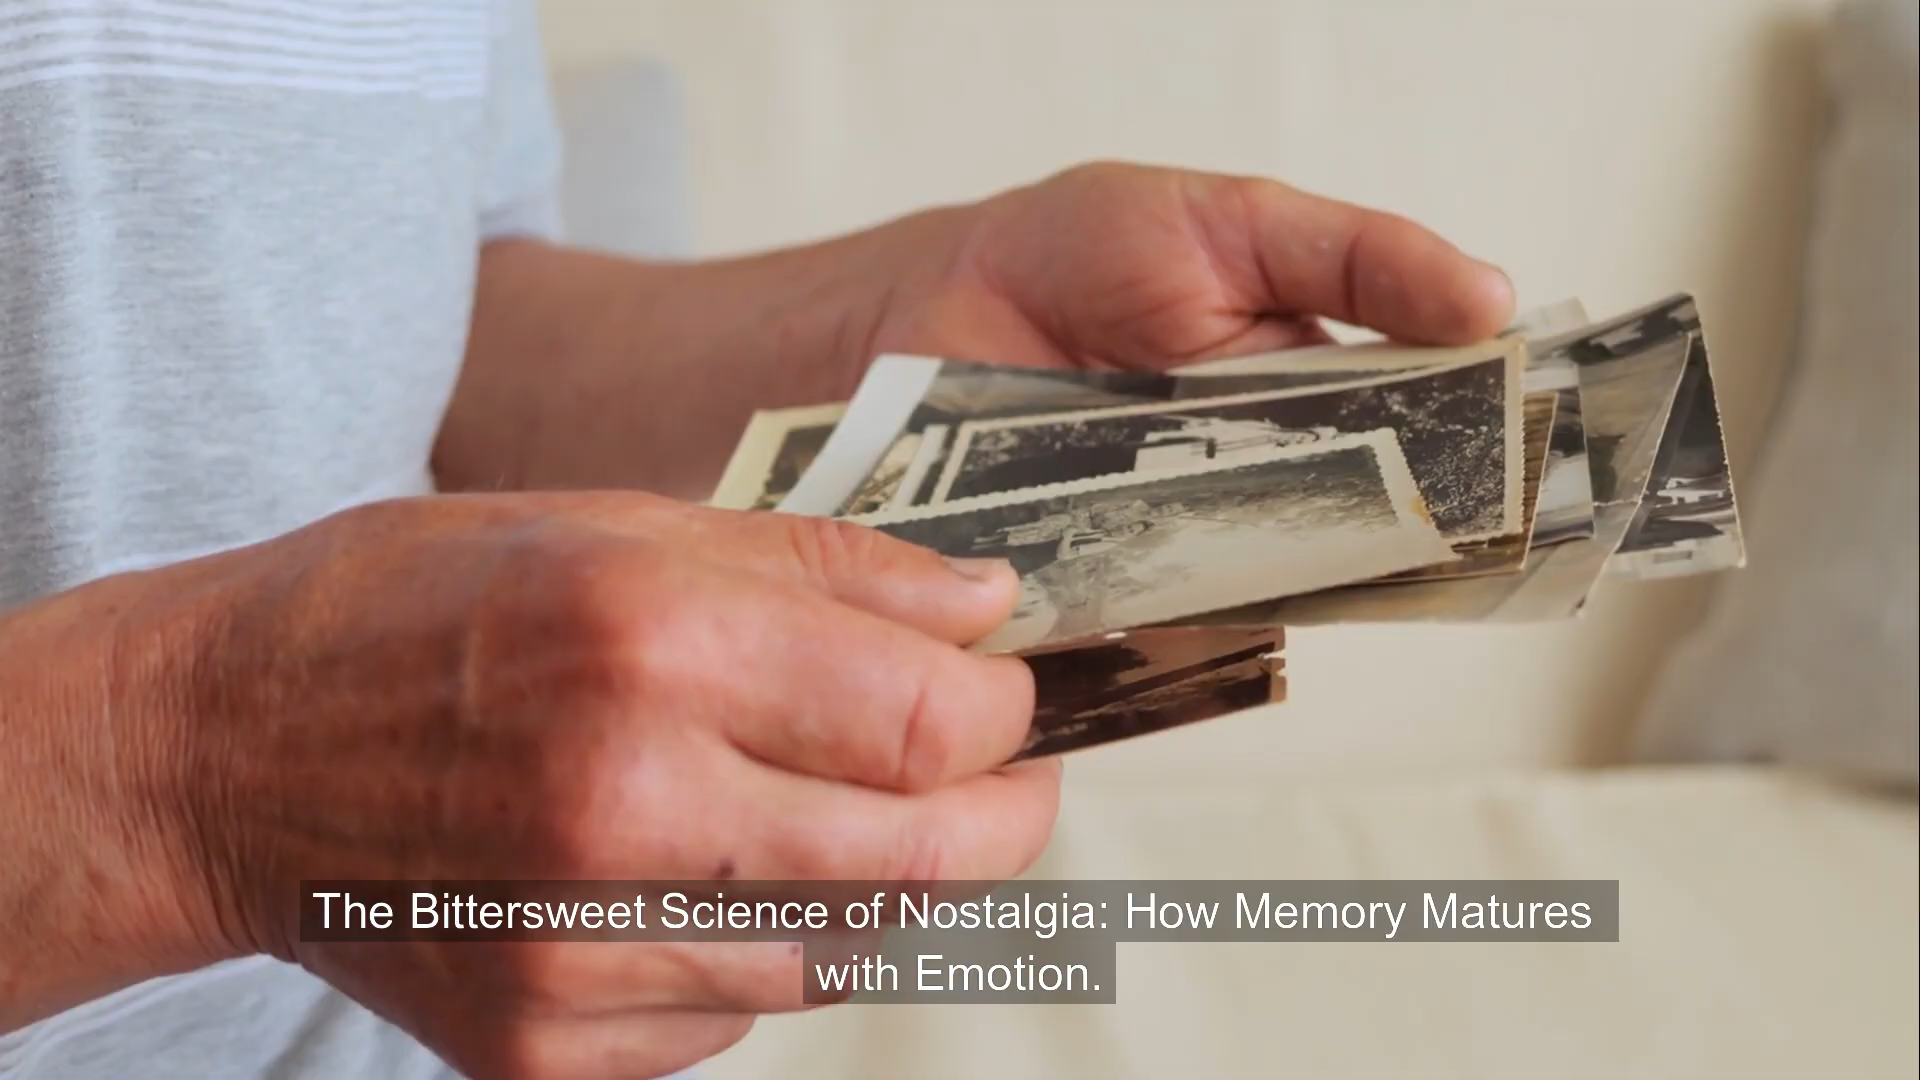 The Bittersweet Science of Nostalgia: How Memory Matures
with Emotion.